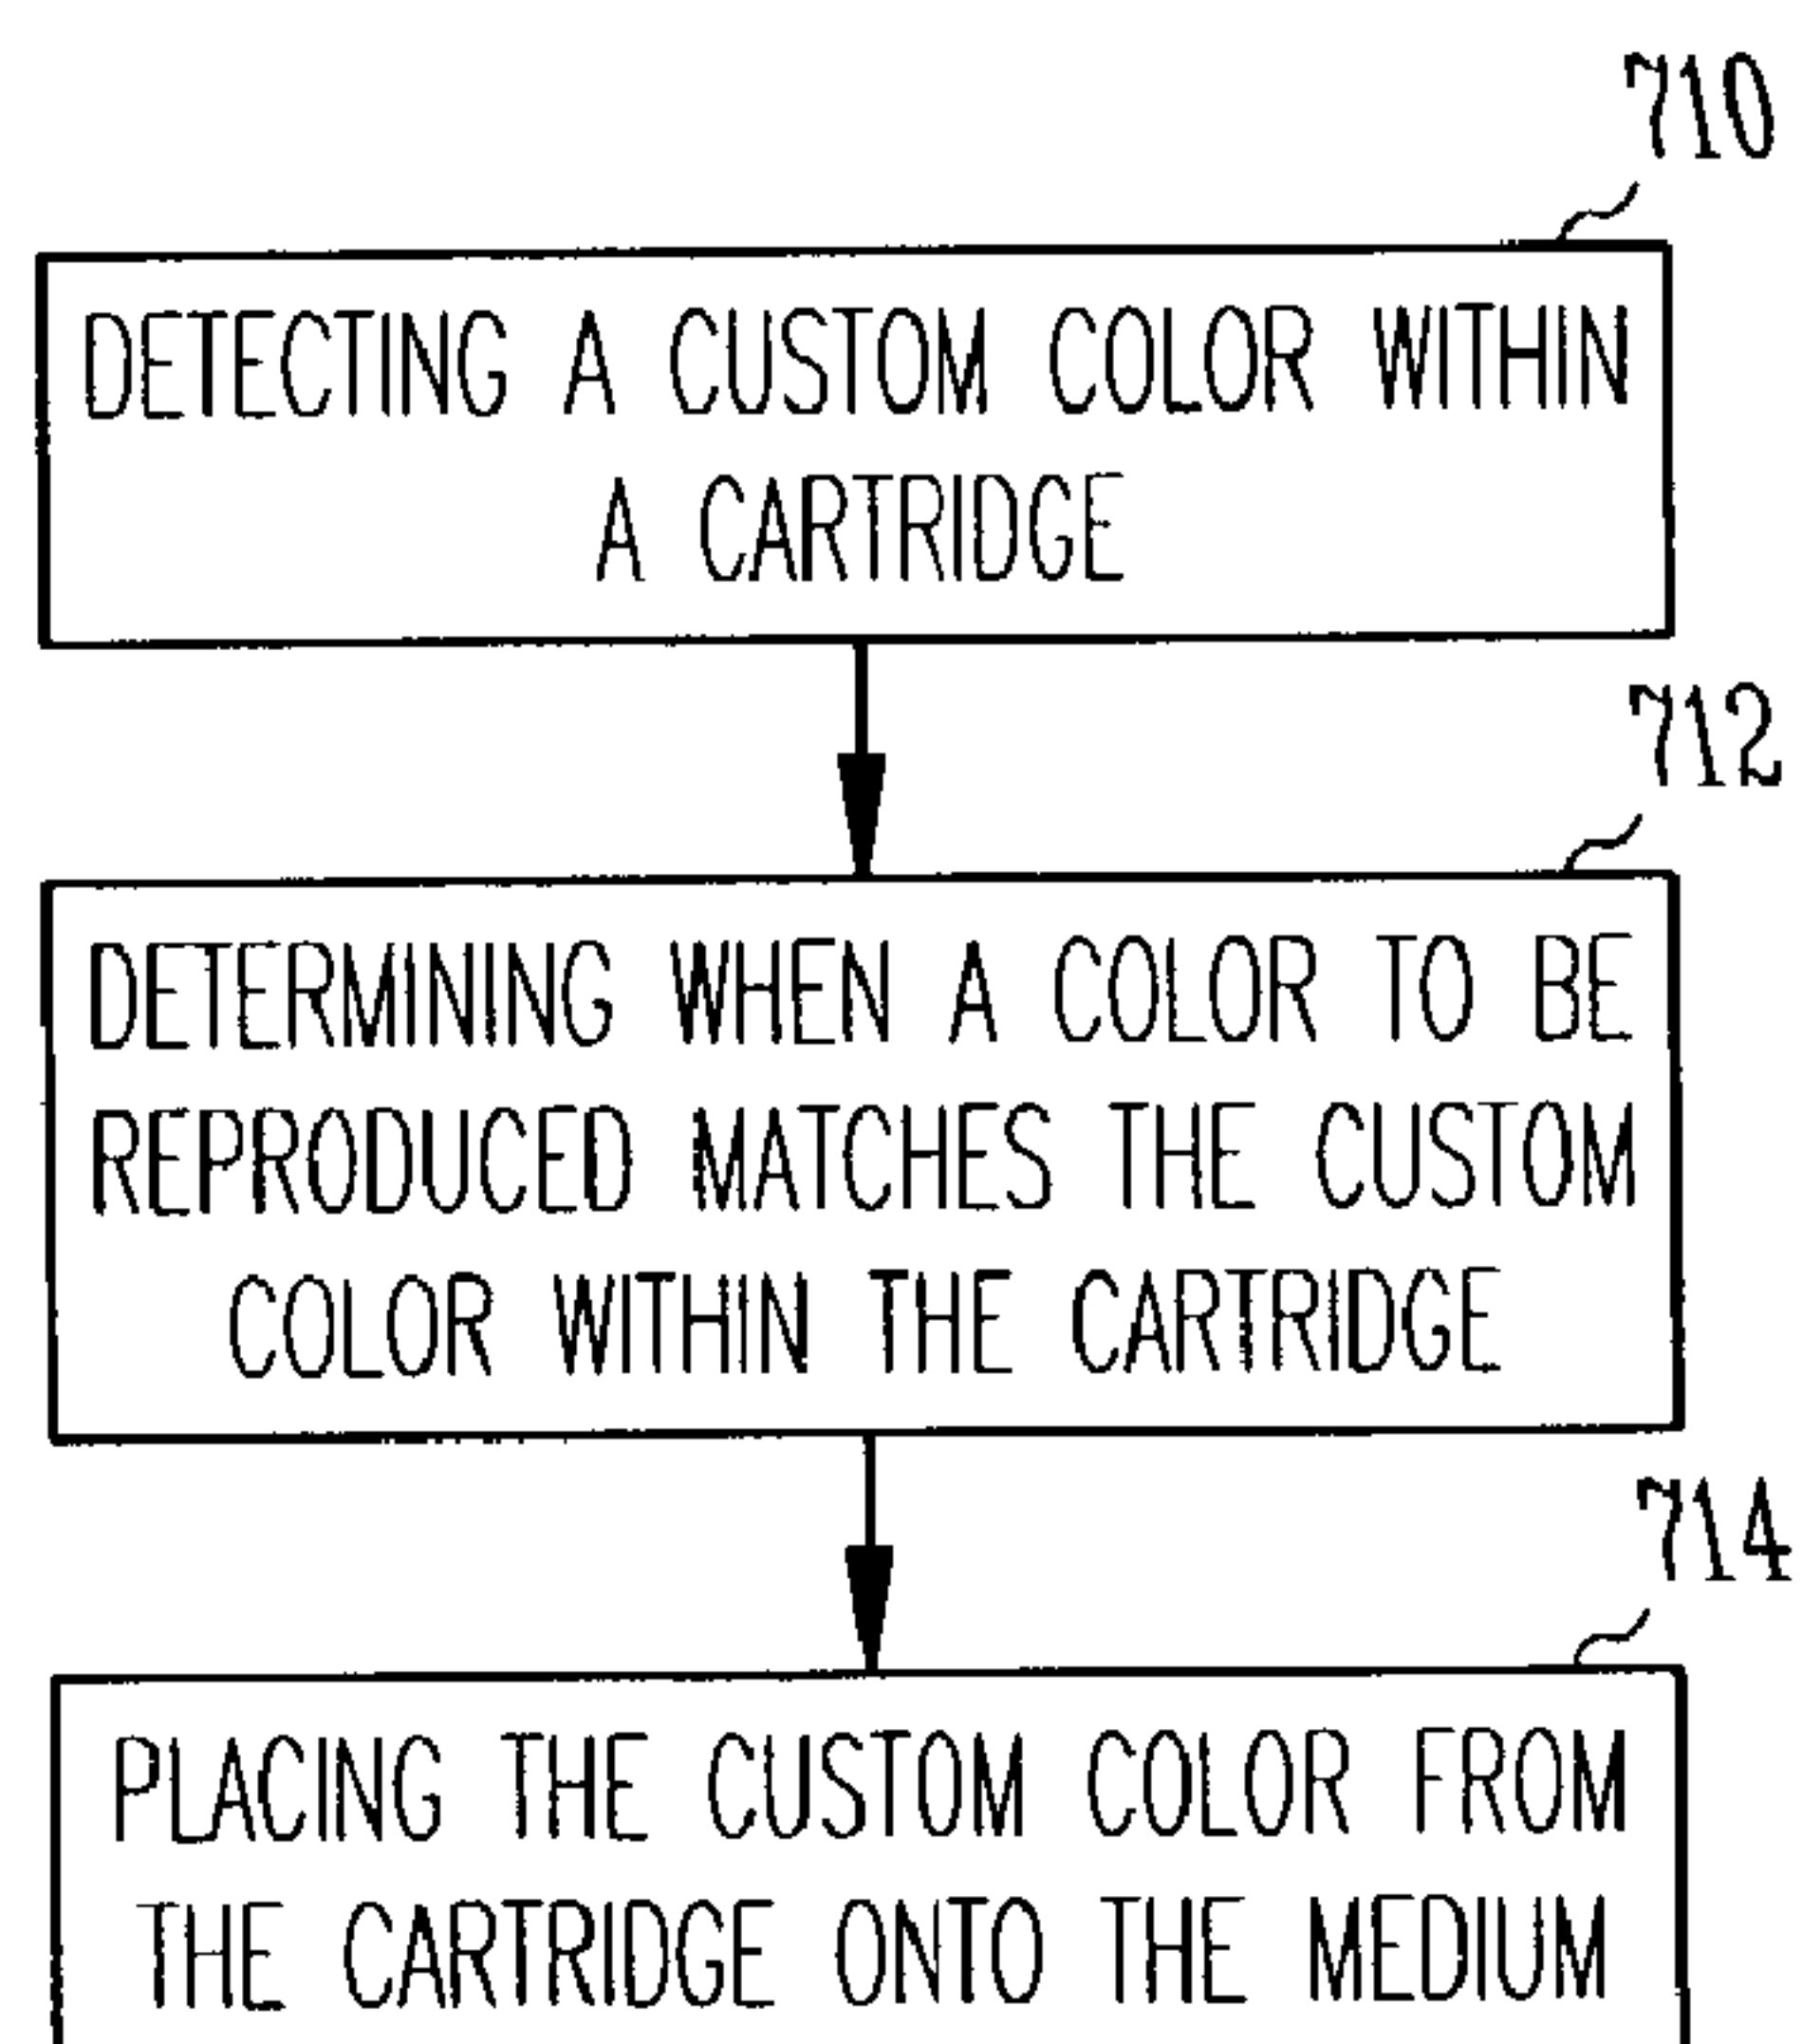 710
DETECTING A CUSTOM COLOR WITHIN
A CARTRIDGE
712
DETERMINING WHEN A COLOR TO BE
REPRODUCED MATCHES THE CUSTOM
COLOR WITHIN THE CARTRIDGE
714
PLACING THE CUSTOM COLOR FROM
THE CARTRIDGE ONTO THE MEDIUM